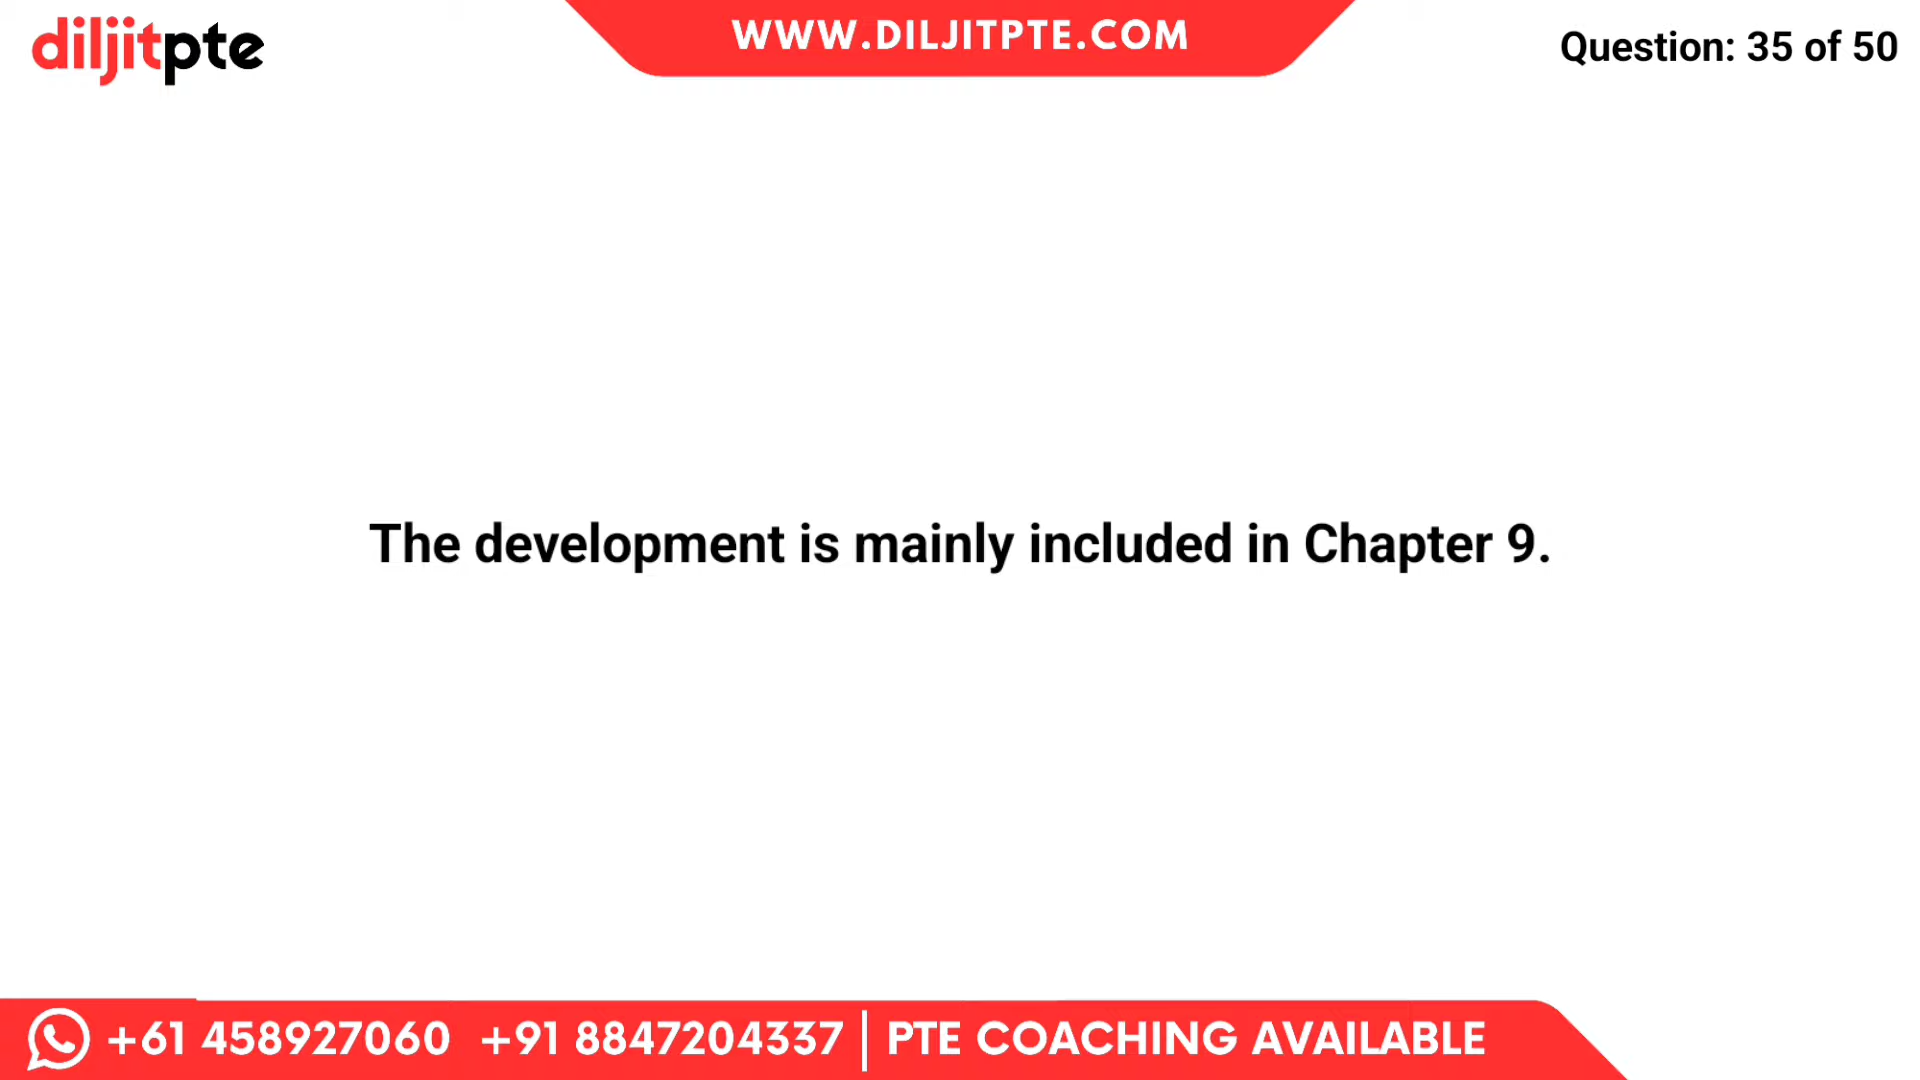 diljitpte
WWW.DILJITPTE.COM
Question: 35 of 50
The development is mainly included in Chapter 9.
+61 458927060 +91 8847204337 | PTE COACHING AVAILABLE